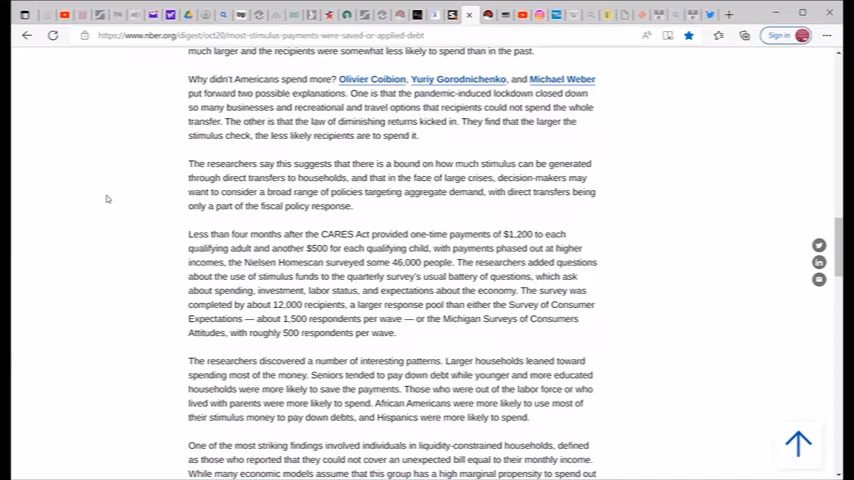 https://www.nber.org/digest/oct20/most-stimulus-payments-were-saved-or-applied-debt
Sign in
much larger and the recipients were somewhat less likely to spend than in the past.
Why didn't Americans spend more? Olivier Coibion, Yuriy Gorodnichenko, and Michael Weber
put forward two possible explanations. One is that the pandemic-induced lockdown closed down
so many businesses and recreational and travel options that recipients could not spend the whole
transfer. The other is that the law of diminishing returns kicked in. They find that the larger the
stimulus check, the less likely recipients are to spend it.
The researchers say this suggests that there is a bound on how much stimulus can be generated
through direct transfers to households, and that in the face of large crises, decision-makers may
want to consider a broad range of policies targeting aggregate demand, with direct transfers being
only a part of the fiscal policy response.
Less than four months after the CARES Act provided one-time payments of $1,200 to each
qualifying adult and another $500 for each qualifying child, with payments phased out at higher
incomes, the Nielsen Homescan surveyed some 46,000 people. The researchers added questions
about the use of stimulus funds to the quarterly survey's usual battery of questions, which ask
about spending, investment, labor status, and expectations about the economy. The survey was
completed by about 12,000 recipients, a larger response pool than either the Survey of Consumer
Expectations — about 1,500 respondents per wave — or the Michigan Surveys of Consumers
Attitudes, with roughly 500 respondents per wave.
The researchers discovered a number of interesting patterns. Larger households leaned toward
spending most of the money. Seniors tended to pay down debt while younger and more educated
households were more likely to save the payments. Those who were out of the labor force or who
lived with parents were more likely to spend. African Americans were more likely to use most of
their stimulus money to pay down debts, and Hispanics were more likely to spend.
One of the most striking findings involved individuals in liquidity-constrained households, defined
as those who reported that they could not cover an unexpected bill equal to their monthly income.
While many economic models assume that this group has a high marginal propensity to spend out